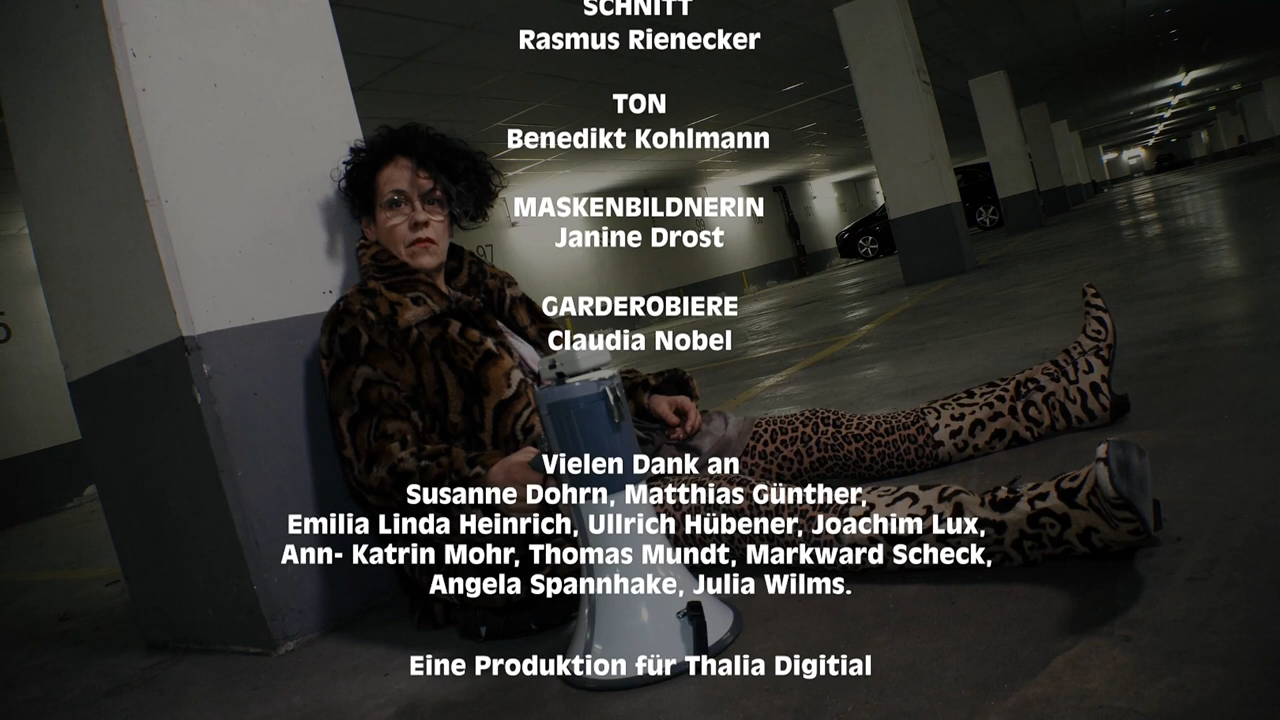 SCHNITT
Rasmus Rienecker
TON
Benedikt Kohlmann
MASKENBILDNERIN
Janine Drost
97
GARDEROBIERE
Claudia Nobel
Vielen Dank an
Susanne Dohrn, Matthias Günther,
Emilia Linda Heinrich, Ullrich Hübener, Joachim Lux,
Ann- Katrin Mohr, Thomas Mundt, Markward Scheck,
Angela Spannhake, Julia Wilms.
Eine Produktion für Thalia Digitial